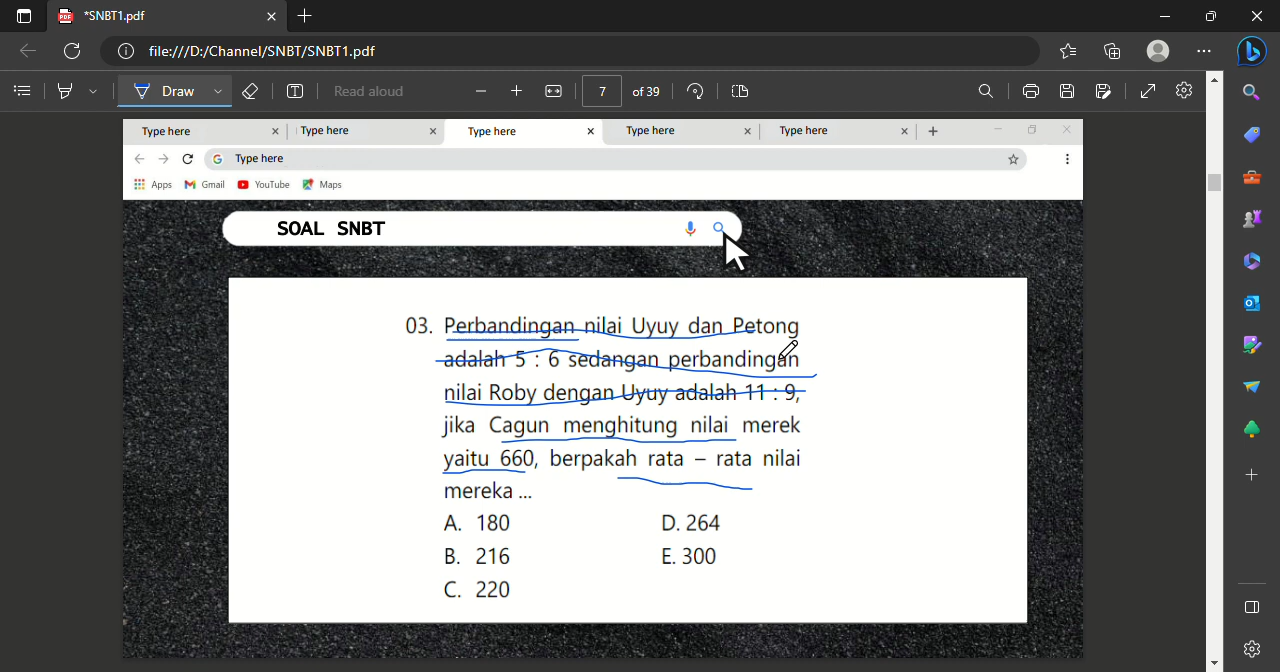 *SNBT1.pdf
file:///D:/Channel/SNBT/SNBT1.pdf
Draw
Read aloud
7 of 39
Type here
Type here
Type here
Type here
Type here
Type here
Apps Gmail YouTube Maps
SOAL SNBT
03. Perbandingan nilai Uyuy dan Petong
adalah 5 : 6 sedangan perbandingan
nilai Roby dengan Uyuy adalah 11 : 9,
jika Cagun menghitung nilai merek
yaitu 660, berpakah rata – rata nilai
mereka ...
A. 180 D. 264
B. 216 E. 300
C. 220